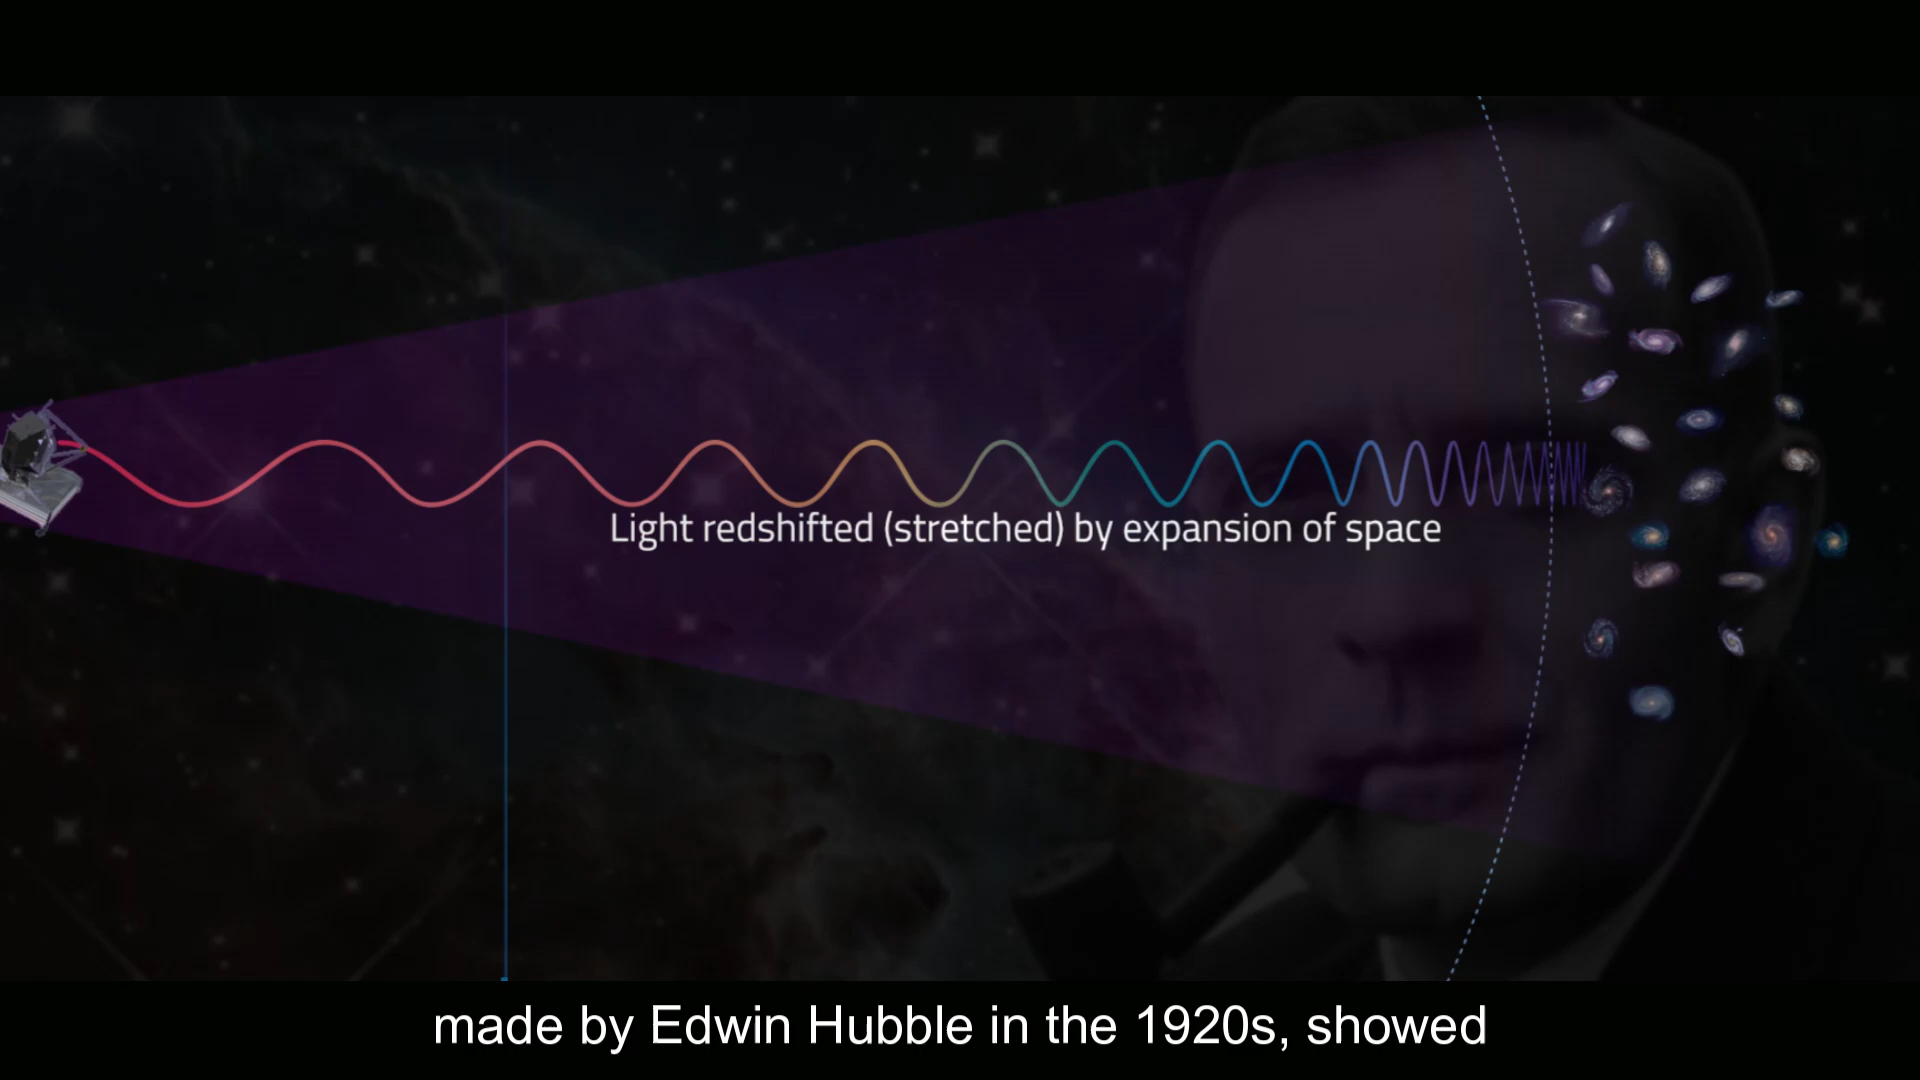 Light redshifted (stretched) by expansion of space
made by Edwin Hubble in the 1920s, showed